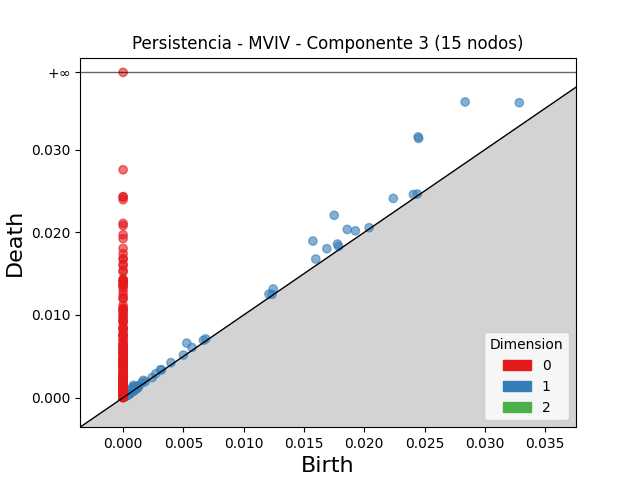 Persistencia - MVIV - Componente 3 (15 nodos)
+∞
0.030
0.020
0.010
0.000
Death
0.000 0.005 0.010 0.015 0.020 0.025 0.030 0.035
Birth
Dimension
0
1
2